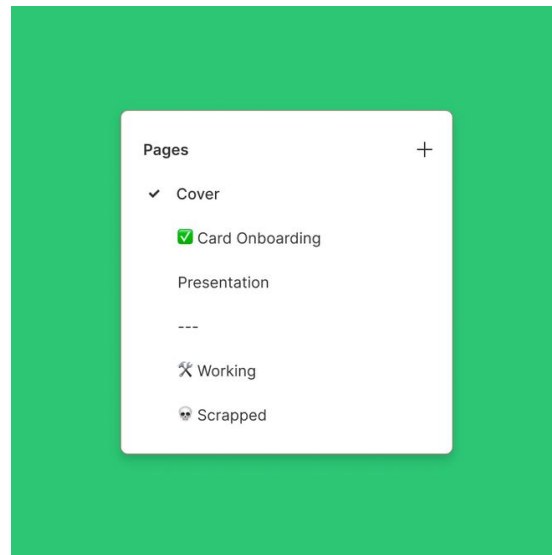 Pages
Cover
✅ Card Onboarding
Presentation
---
🛠 Working
💀 Scrapped